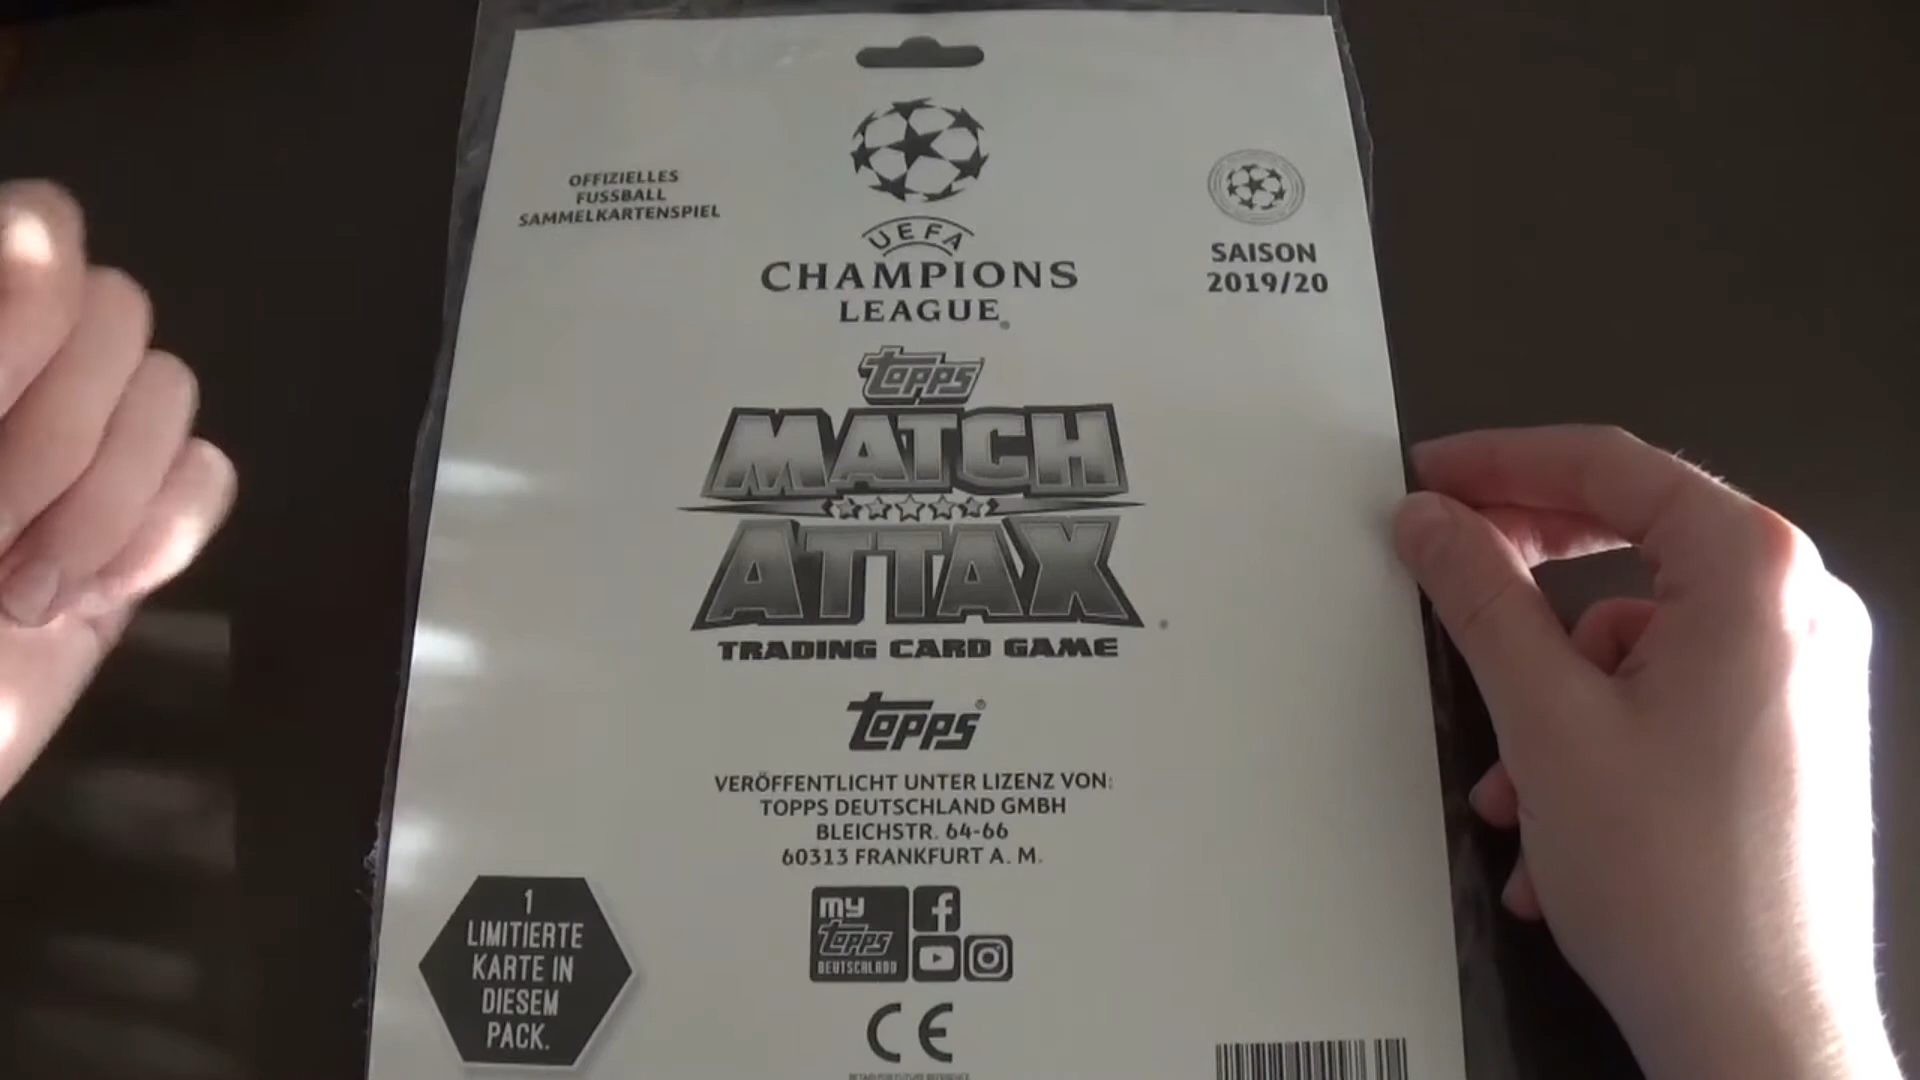 OFFIZIELLES
FUSSBALL
SAMMELKARTENSPIEL
UEFA
CHAMPIONS
LEAGUE®
SAISON
2019/20
topps
MATCH
ATTAX
TRADING CARD GAME
topps®
VERÖFFENTLICHT UNTER LIZENZ VON:
TOPPS DEUTSCHLAND GMBH
BLEICHSTR. 64-66
60313 FRANKFURT A. M.
my
topps
DEUTSCHLAND
1
LIMITIERTE
KARTE IN
DIESEM
PACK.
CE